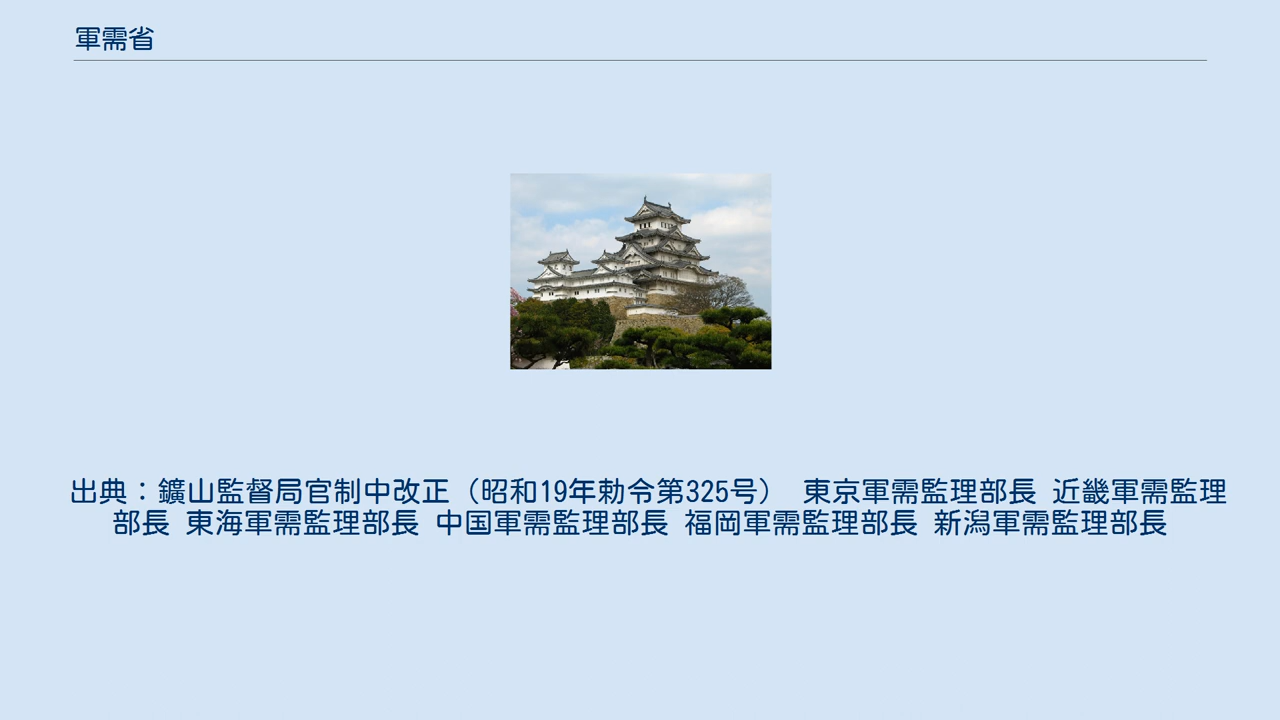 軍需省
出典：鑛山監督局官制中改正（昭和19年勅令第325号） 東京軍需監理部長 近畿軍需監理
部長 東海軍需監理部長 中国軍需監理部長 福岡軍需監理部長 新潟軍需監理部長